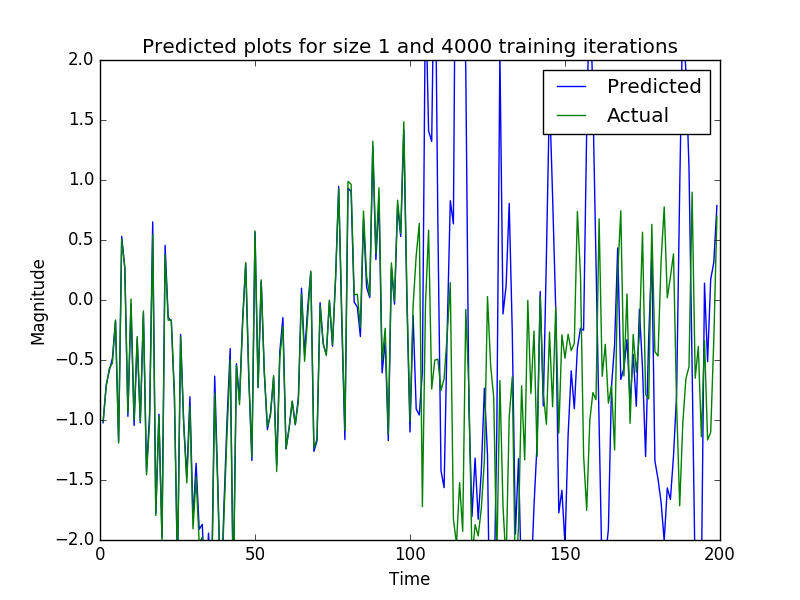 Predicted plots for size 1 and 4000 training iterations
2.0
Predicted
Actual
1.5
1.0
0.5
0.0
−0.5
−1.0
−1.5
−2.0
Magnitude
0 50 100 150 200
Time